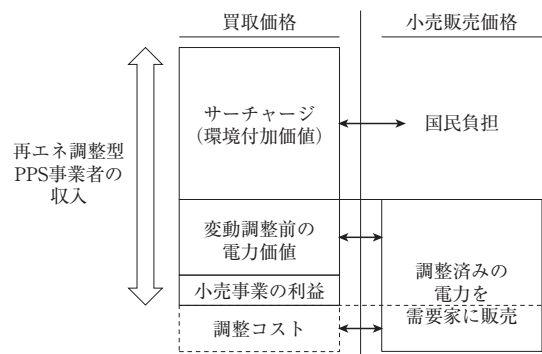 買取価格
小売販売価格
サーチャージ
（環境付加価値）
国民負担
再エネ調整型
PPS事業者の
収入
変動調整前の
電力価値
小売事業の利益
調整コスト
調整済みの
電力を
需要家に販売